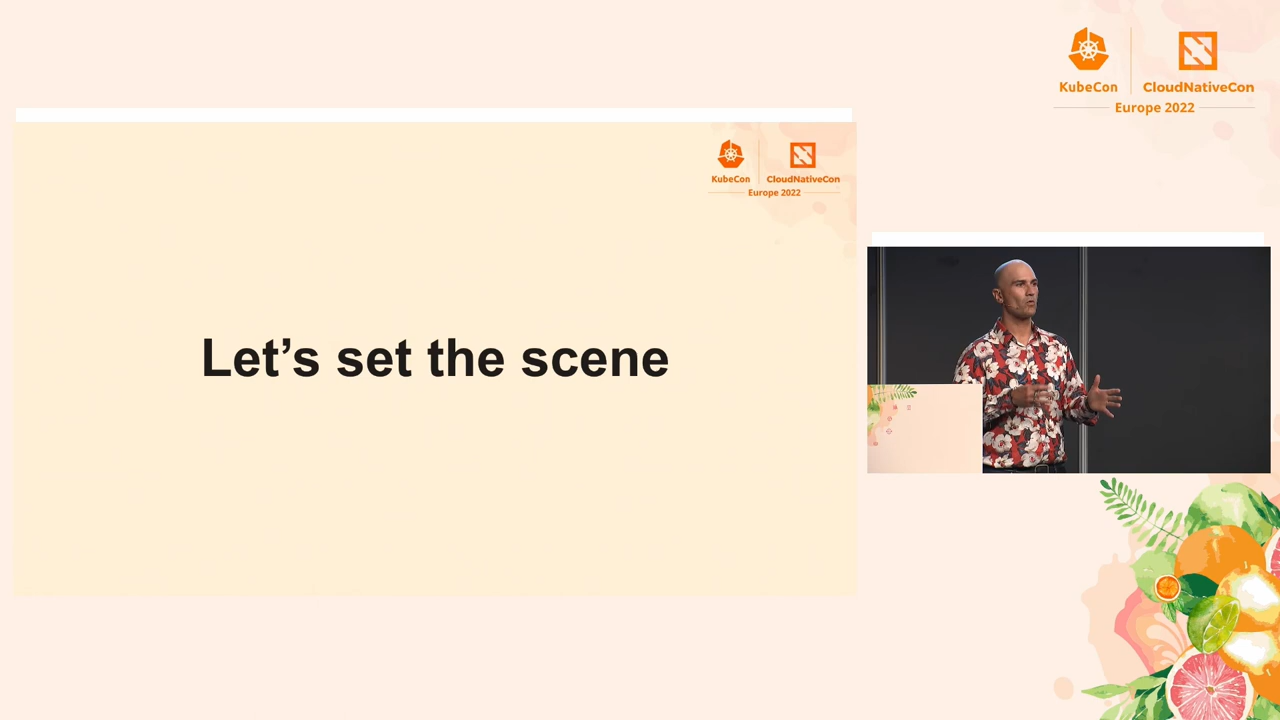 KubeCon
CloudNativeCon
Europe 2022
KubeCon
CloudNativeCon
Europe 2022
Let's set the scene